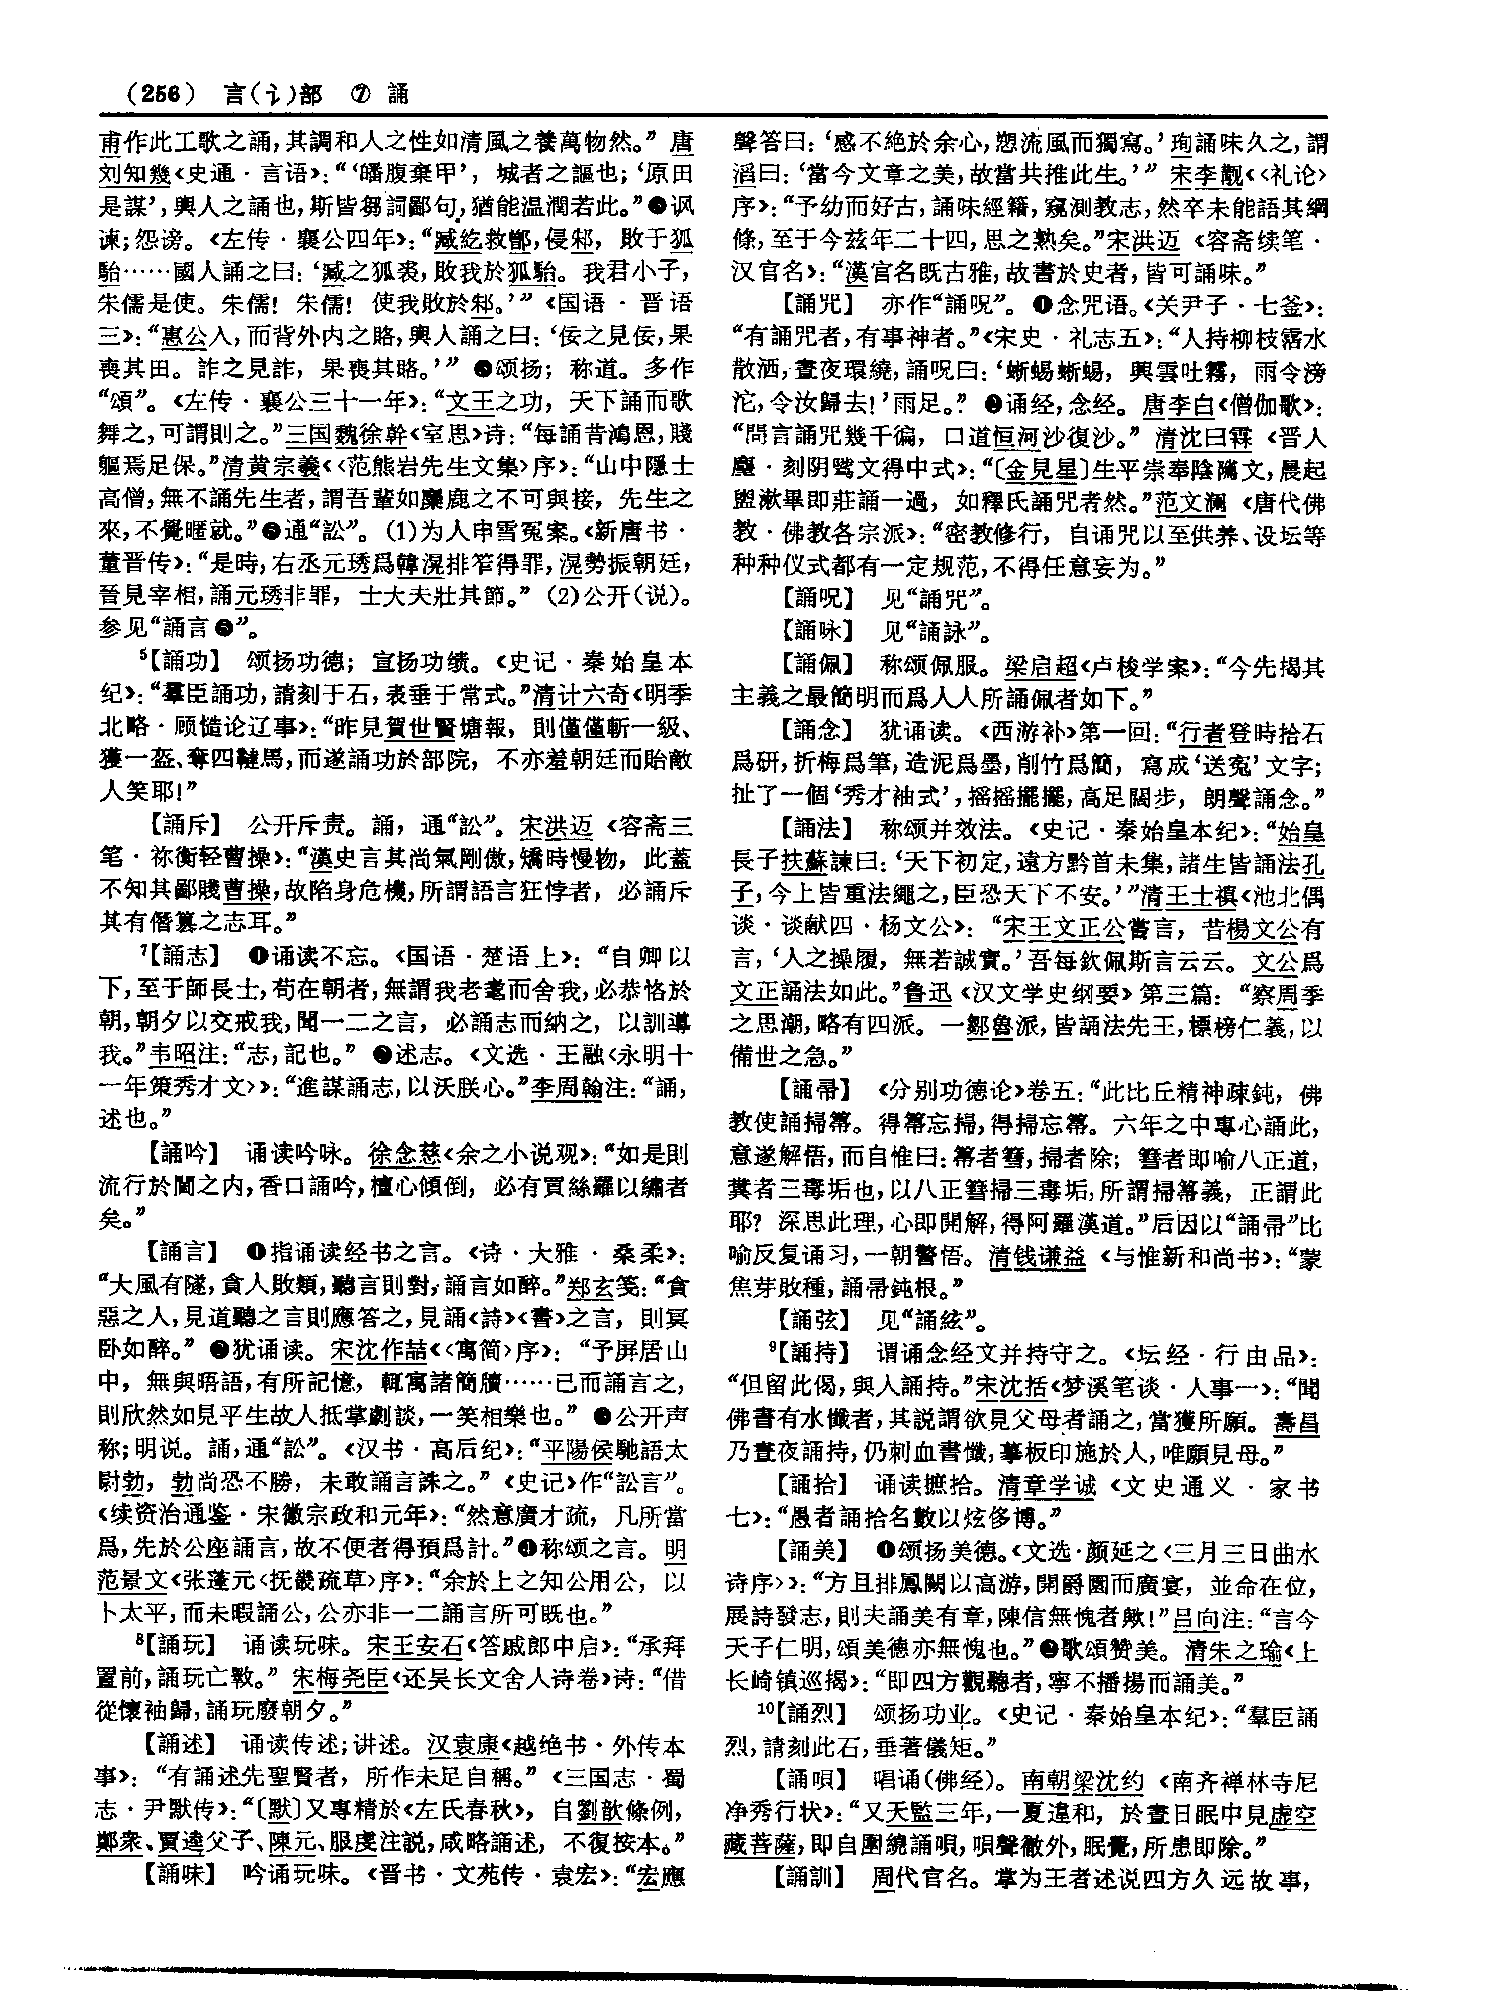 (256) 言(讠)部 ⑦ 誦
甫作此工歌之誦，其調和人之性如清風之養萬物然。”唐
刘知幾《史通·言语》：“‘皤腹棄甲’，城者之謳也；‘原田
是謀’，輿人之誦也，斯皆芻詞鄙句，猶能温潤若此。”❸讽
谏；怨谤。《左传·襄公四年》：“臧紇救鄫，侵邾，敗于狐
駘……國人誦之曰：‘臧之狐裘，敗我於狐駘。我君小子，
朱儒是使。朱儒！朱儒！使我敗於邾。’”《国语·晋语
三》：“惠公入，而背外内之賂，輿人誦之曰：‘佞之見佞，果
喪其田。詐之見詐，果喪其賂。’”❹颂扬；称道。多作
“頌”。《左传·襄公三十一年》：“文王之功，天下誦而歌
舞之，可謂則之。”三国魏徐幹《室思》诗：“每誦昔鴻恩，賤
軀焉足保。”清黄宗羲《〈范熊岩先生文集〉序》：“山中隱士
高僧，無不誦先生者，謂吾輩如麋鹿之不可與接，先生之
來，不覺暱就。”❺通“訟”。(1)为人申雪冤案。《新唐书·
董晋传》：“是時，右丞元琇爲韓滉排笮得罪，滉勢振朝廷，
晉見宰相，誦元琇非罪，士大夫壯其節。”(2)公开(说)。
参见“誦言❸”。
⁵【誦功】 颂扬功德；宣扬功绩。《史记·秦始皇本
纪》：“羣臣誦功，請刻于石，表垂于常式。”清计六奇《明季
北略·顾慥论辽事》：“昨見賀世賢塘報，則僅僅斬一級、
獲一盔、奪四韃馬，而遂誦功於部院，不亦羞朝廷而貽敵
人笑耶！”
【誦斥】 公开斥责。誦，通“訟”。宋洪迈《容斋三
笔·祢衡轻曹操》：“漢史言其尚氣剛傲，矯時慢物，此蓋
不知其鄙賤曹操，故陷身危機，所謂語言狂悖者，必誦斥
其有僭篡之志耳。”
⁷【誦志】 ❶诵读不忘。《国语·楚语上》：“自卿以
下，至于師長士，苟在朝者，無謂我老耄而舍我，必恭恪於
朝，朝夕以交戒我，聞一二之言，必誦志而納之，以訓導
我。”韦昭注：“志，記也。”❷述志。《文选·王融〈永明十
一年策秀才文〉》：“進謀誦志，以沃朕心。”李周翰注：“誦，
述也。”
【誦吟】 诵读吟咏。徐念慈《余之小说观》：“如是則
流行於閫之内，香口誦吟，檀心傾倒，必有買絲羅以繡者
矣。”
【誦言】 ❶指诵读经书之言。《诗·大雅·桑柔》：
“大風有隧，貪人敗類，聽言則對，誦言如醉。”郑玄笺：“貪
惡之人，見道聽之言則應答之，見誦《詩》《書》之言，則冥
卧如醉。”❷犹诵读。宋沈作喆《〈寓简〉序》：“予屏居山
中，無與晤語，有所記憶，輒寓諸簡牘……已而誦言之，
則欣然如見平生故人抵掌劇談，一笑相樂也。”❸公开声
称；明说。誦，通“訟”。《汉书·高后纪》：“平陽侯馳語太
尉勃，勃尚恐不勝，未敢誦言誅之。”《史记》作“訟言”。
《续资治通鉴·宋徽宗政和元年》：“然意廣才疏，凡所當
爲，先於公座誦言，故不便者得預爲計。”❹称颂之言。明
范景文《张蓬元〈抚畿疏草〉序》：“余於上之知公用公，以
卜太平，而未暇誦公，公亦非一二誦言所可既也。”
⁸【誦玩】 诵读玩味。宋王安石《答戚郎中启》：“承拜
置前，誦玩亡斁。”宋梅尧臣《还吴长文舍人诗卷》诗：“借
從懷袖歸，誦玩廢朝夕。”
【誦述】 诵读传述；讲述。汉袁康《越绝书·外传本
事》：“有誦述先聖賢者，所作未足自稱。”《三国志·蜀
志·尹默传》：“〔默〕又專精於《左氏春秋》，自劉歆條例，
鄭衆、賈逵父子、陳元、服虔注説，咸略誦述，不復按本。”
【誦味】 吟诵玩味。《晋书·文苑传·袁宏》：“宏應
聲答曰：‘感不絶於余心，愬流風而獨寫。’珣誦味久之，謂
滔曰：‘當今文章之美，故當共推此生。’”宋李觏《〈礼论〉
序》：“予幼而好古，誦味經籍，窺測教志，然卒未能語其綱
條，至于今兹年二十四，思之熟矣。”宋洪迈《容斋续笔·
汉官名》：“漢官名既古雅，故書於史者，皆可誦味。”
【誦咒】 亦作“誦呪”。❶念咒语。《关尹子·七釜》：
“有誦咒者，有事神者。”《宋史·礼志五》：“人持柳枝霑水
散洒，晝夜環繞，誦呪曰：‘蜥蜴蜥蜴，興雲吐霧，雨令滂
沱，令汝歸去！’雨足。”❷诵经，念经。唐李白《僧伽歌》：
“問言誦咒幾千徧，口道恒河沙復沙。”清沈曰霖《晋人
麈·刻阴骘文得中式》：“〔金見星〕生平崇奉陰騭文，晨起
盥漱畢即莊誦一過，如釋氏誦咒者然。”范文澜《唐代佛
教·佛教各宗派》：“密教修行，自诵咒以至供养、设坛等
种种仪式都有一定规范，不得任意妄为。”
【誦呪】 见“誦咒”。
【誦咏】 见“誦詠”。
【誦佩】 称颂佩服。梁启超《卢梭学案》：“今先揭其
主義之最簡明而爲人人所誦佩者如下。”
【誦念】 犹诵读。《西游补》第一回：“行者登時拾石
爲研，折梅爲筆，造泥爲墨，削竹爲簡，寫成‘送冤’文字；
扯了一個‘秀才袖式’，摇摇擺擺，高足闊步，朗聲誦念。”
【誦法】 称颂并效法。《史记·秦始皇本纪》：“始皇
長子扶蘇諫曰：‘天下初定，遠方黔首未集，諸生皆誦法孔
子，今上皆重法繩之，臣恐天下不安。’”清王士禛《池北偶
谈·谈献四·杨文公》：“宋王文正公嘗言，昔楊文公有
言，‘人之操履，無若誠實。’吾每欽佩斯言云云。文公爲
文正誦法如此。”鲁迅《汉文学史纲要》第三篇：“察周季
之思潮，略有四派。一鄒魯派，皆誦法先王，標榜仁義，以
備世之急。”
【誦帚】 《分别功德论》卷五：“此比丘精神疎鈍，佛
教使誦掃箒。得箒忘掃，得掃忘箒。六年之中專心誦此，
意遂解悟，而自惟曰：箒者篲，掃者除；篲者即喻八正道，
糞者三毒垢也，以八正篲掃三毒垢，所謂掃箒義，正謂此
耶？深思此理，心即開解，得阿羅漢道。”后因以“誦帚”比
喻反复诵习，一朝警悟。清钱谦益《与惟新和尚书》：“蒙
焦芽敗種，誦帚鈍根。”
【誦弦】 见“誦絃”。
⁹【誦持】 谓诵念经文并持守之。《坛经·行由品》：
“但留此偈，與人誦持。”宋沈括《梦溪笔谈·人事一》：“聞
佛書有水懺者，其説謂欲見父母者誦之，當獲所願。壽昌
乃晝夜誦持，仍刺血書懺，摹板印施於人，唯願見母。”
【誦拾】 诵读摭拾。清章学诚《文史通义·家书
七》：“愚者誦拾名數以炫侈博。”
【誦美】 ❶颂扬美德。《文选·颜延之〈三月三日曲水
诗序〉》：“方且排鳳闕以高游，開爵園而廣宴，並命在位，
展詩發志，則夫誦美有章，陳信無愧者歟！”吕向注：“言今
天子仁明，頌美德亦無愧也。”❷歌颂赞美。清朱之瑜《上
长崎镇巡揭》：“即四方觀聽者，寧不播揚而誦美。”
¹⁰【誦烈】 颂扬功业。《史记·秦始皇本纪》：“羣臣誦
烈，請刻此石，垂著儀矩。”
【誦唄】 唱诵(佛经)。南朝梁沈约《南齐禅林寺尼
净秀行状》：“又天監三年，一夏違和，於晝日眠中見虚空
藏菩薩，即自圍繞誦唄，唄聲徹外，眠覺，所患即除。”
【誦訓】 周代官名。掌为王者述说四方久远故事，